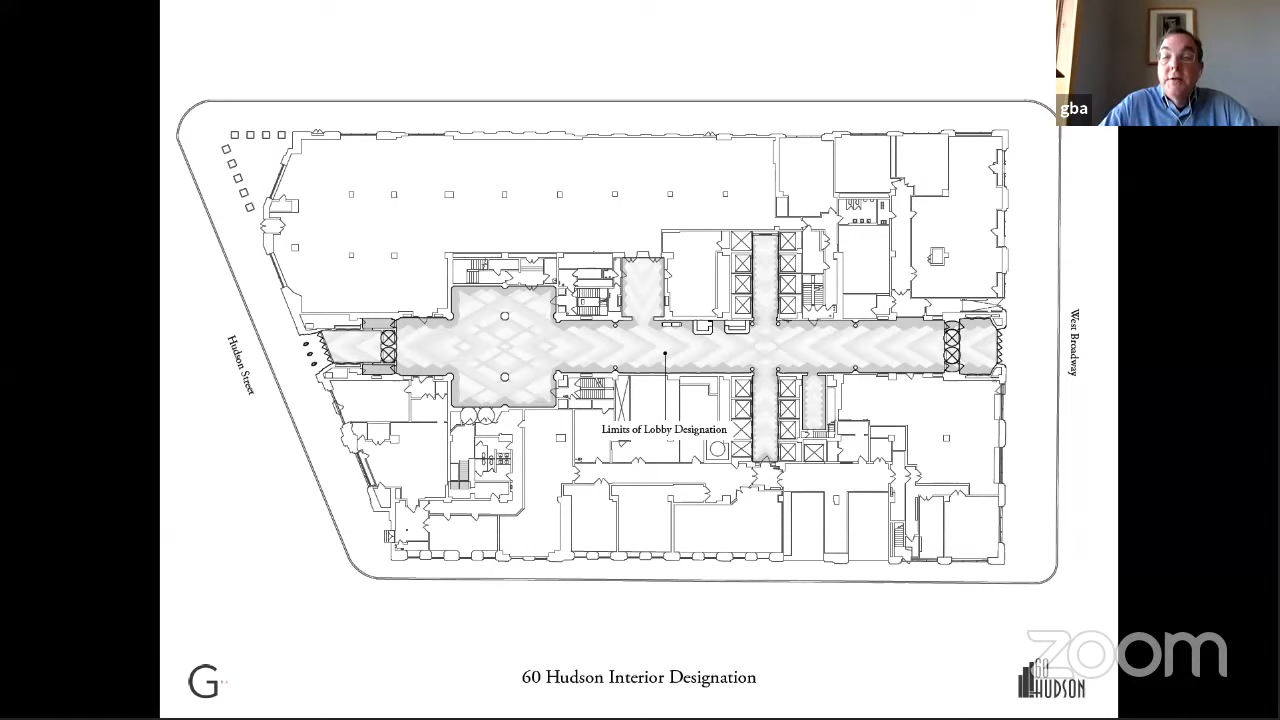 gba
Hudson Street
West Broadway
Limits of Lobby Designation
60 Hudson Interior Designation
G
60
HUDSON
zoom